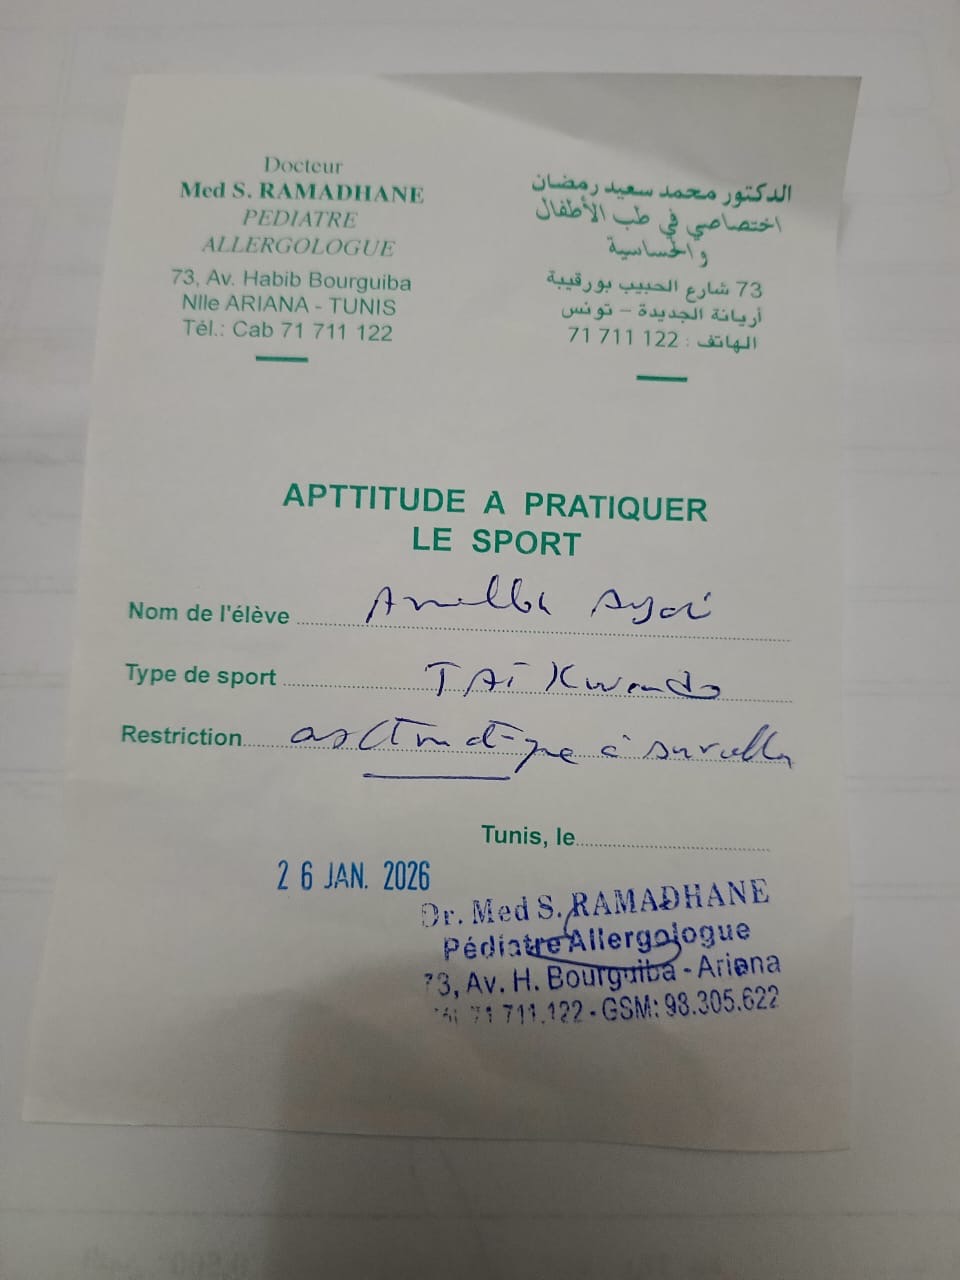 Docteur
Med S. RAMADHANE
PEDIATRE
ALLERGOLOGUE
73, Av. Habib Bourguiba
Nlle ARIANA - TUNIS
Tél.: Cab 71 711 122
الدكتور محمد سعيد رمضان
اختصاصي في طب الأطفال
والحساسية
73 شارع الحبيب بورقيبة
أريانة الجديدة – تونس
الهاتف : 122 711 71
APTTITUDE A PRATIQUER
LE SPORT
Nom de l'élève
Type de sport TAIKwondo
Restriction asthmatique à surveiller
Tunis, le
26 JAN. 2026
Dr. Med S. RAMADHANE
Pédiatre Allergologue
73, Av. H. Bourguiba - Ariana
71 711.122 - GSM: 98.305.622